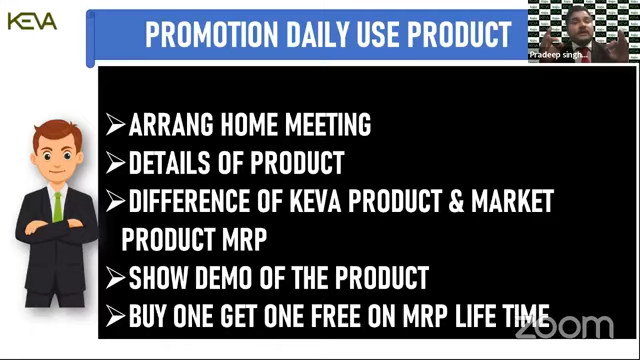 KEVA
PROMOTION DAILY USE PRODUCT
Pradeep singh...
➢ARRANG HOME MEETING
➢DETAILS OF PRODUCT
➢DIFFERENCE OF KEVA PRODUCT & MARKET
PRODUCT MRP
➢SHOW DEMO OF THE PRODUCT
➢BUY ONE GET ONE FREE ON MRP LIFE TIME
zoom